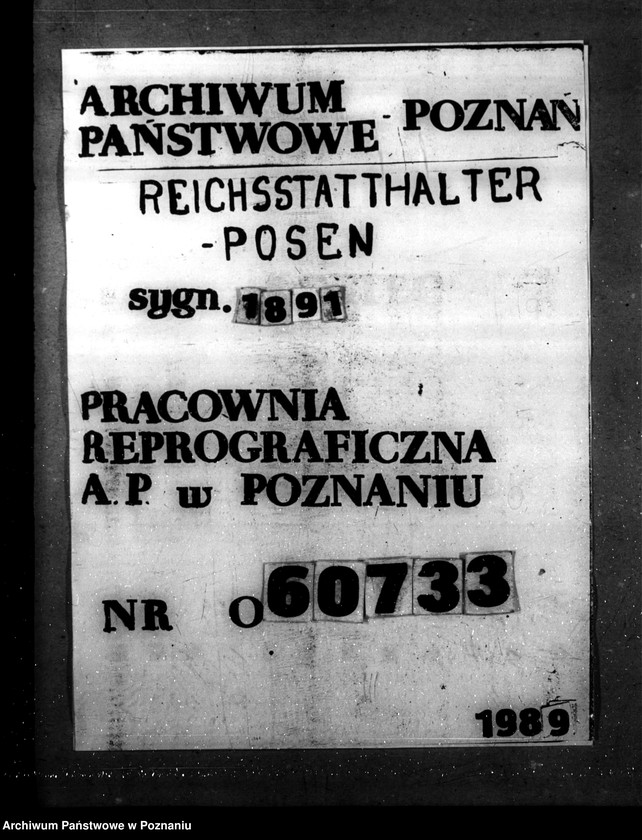 ARCHIWUM
PAŃSTWOWE - POZNAŃ
REICHSSTATTHALTER
-POSEN
sygn. 1891
PRACOWNIA
REPROGRAFICZNA
A.P. w POZNANIU
NR O 60733
1989
Archiwum Państwowe w Poznaniu